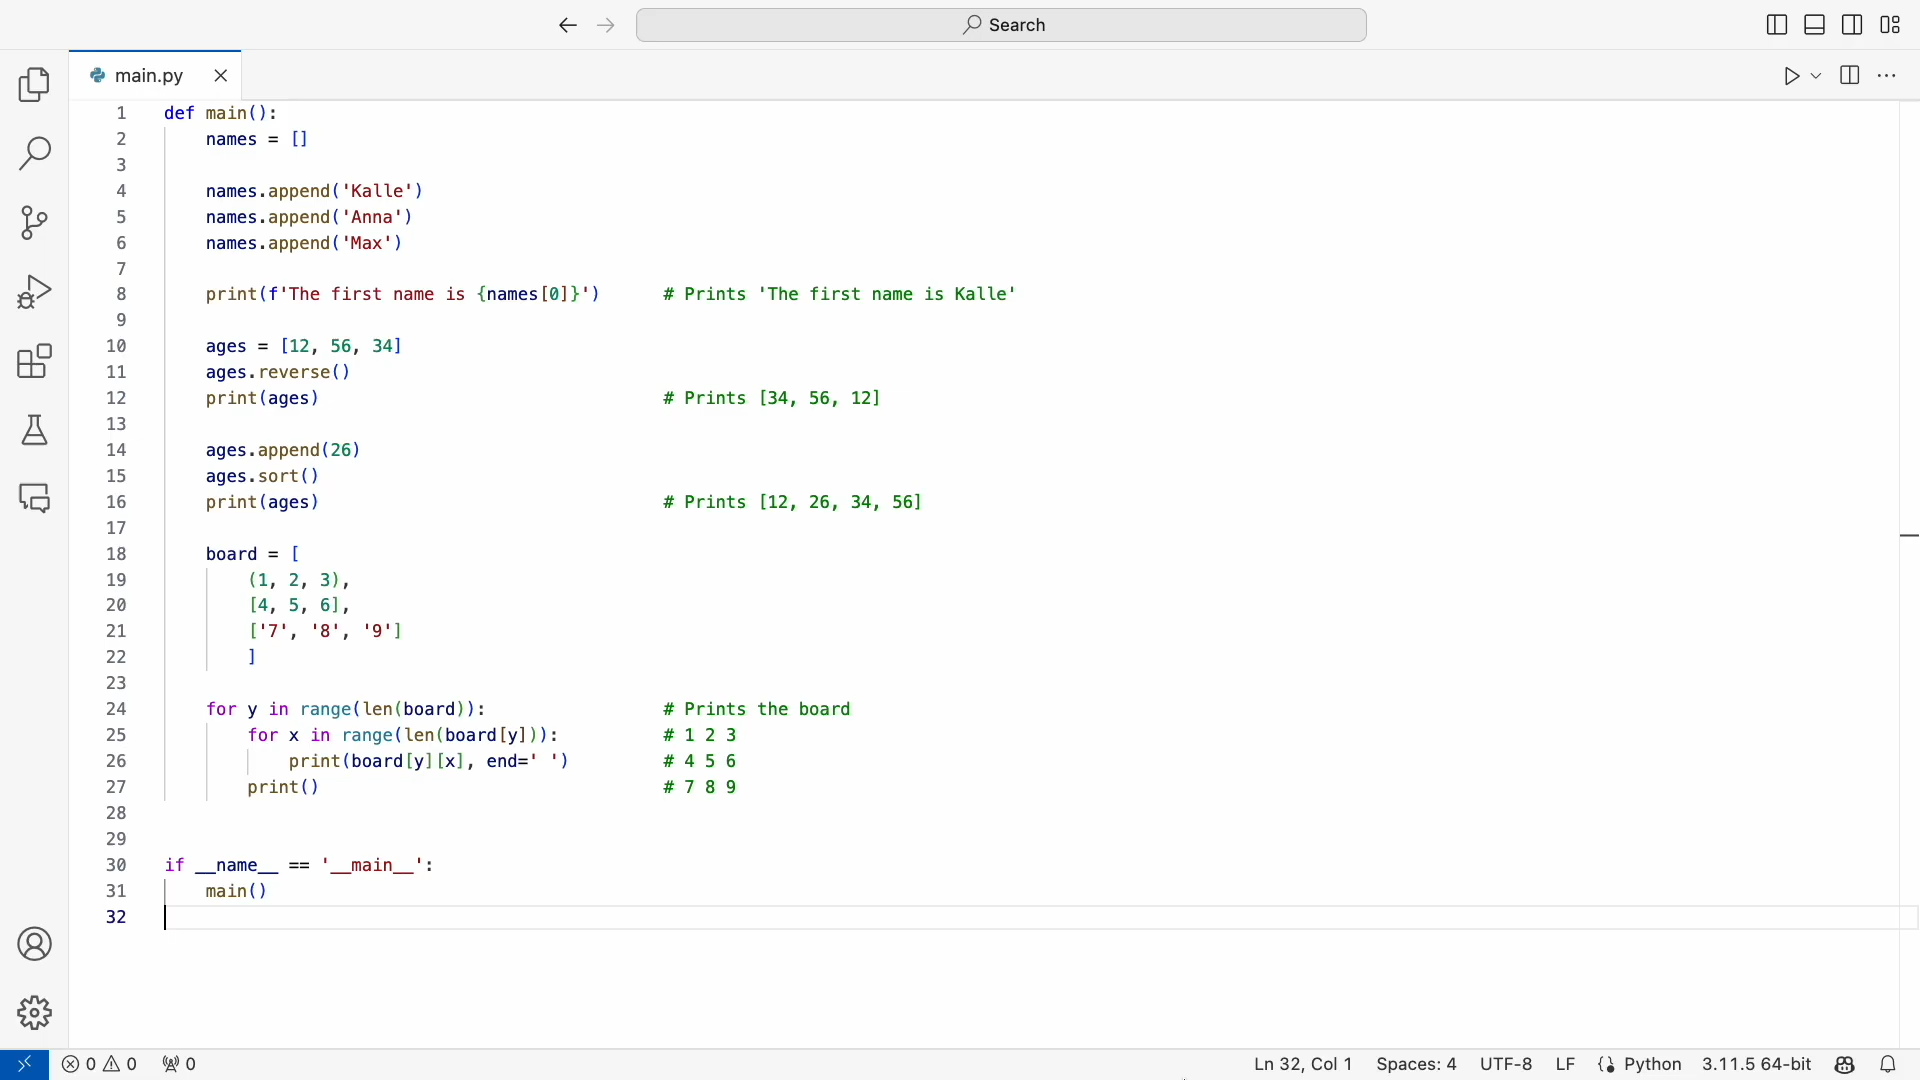 Search
main.py
1 def main():
2     names = []
3
4     names.append('Kalle')
5     names.append('Anna')
6     names.append('Max')
7
8     print(f'The first name is {names[0]}')      # Prints 'The first name is Kalle'
9
10     ages = [12, 56, 34]
11     ages.reverse()
12     print(ages)                                 # Prints [34, 56, 12]
13
14     ages.append(26)
15     ages.sort()
16     print(ages)                                 # Prints [12, 26, 34, 56]
17
18     board = [
19         (1, 2, 3),
20         [4, 5, 6],
21         ['7', '8', '9']
22         ]
23
24     for y in range(len(board)):                 # Prints the board
25         for x in range(len(board[y])):          # 1 2 3
26             print(board[y][x], end=' ')         # 4 5 6
27         print()                                 # 7 8 9
28
29
30 if __name__ == '__main__':
31     main()
32
0 0 0 Ln 32, Col 1 Spaces: 4 UTF-8 LF Python 3.11.5 64-bit